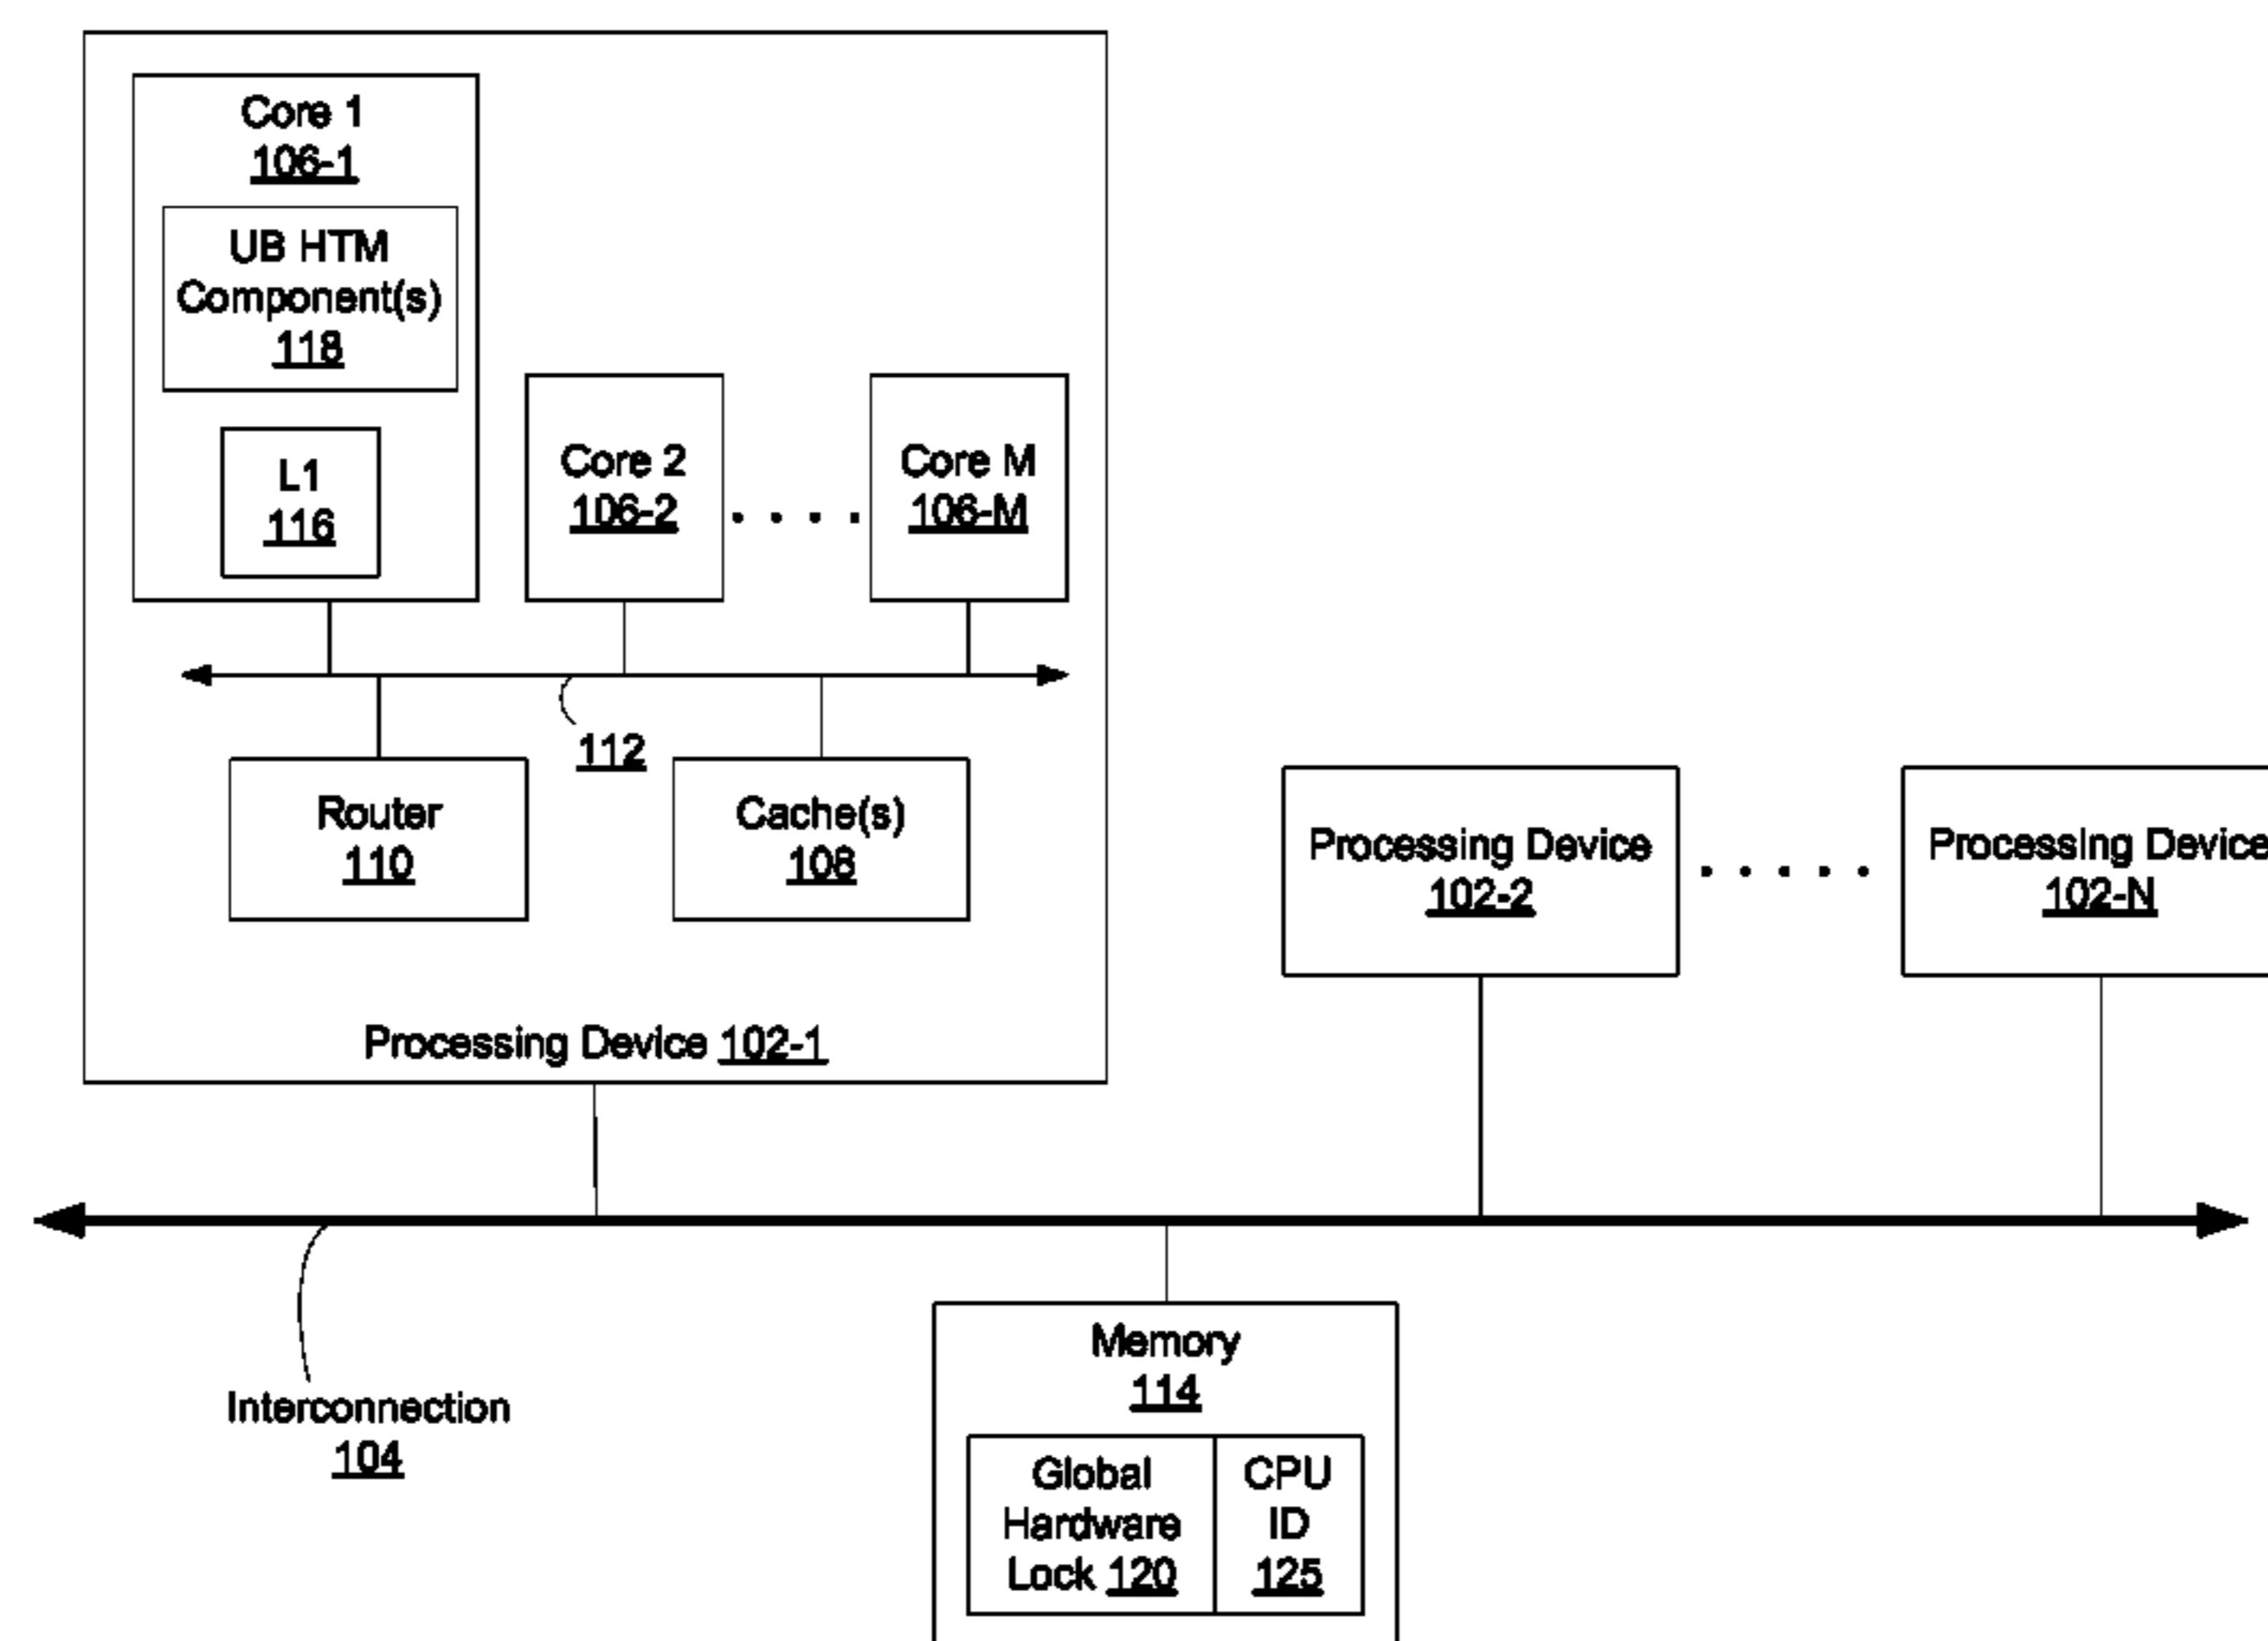 Core 1
106-1
UB HTM
Component(s)
118
L1
116
Core 2
106-2
Core M
106-M
112
Router
110
Cache(s)
108
Processing Device 102-1
Processing Device
102-2
Processing Device
102-N
Interconnection
104
Memory
114
Global
Hardware
Lock 120
CPU
ID
125